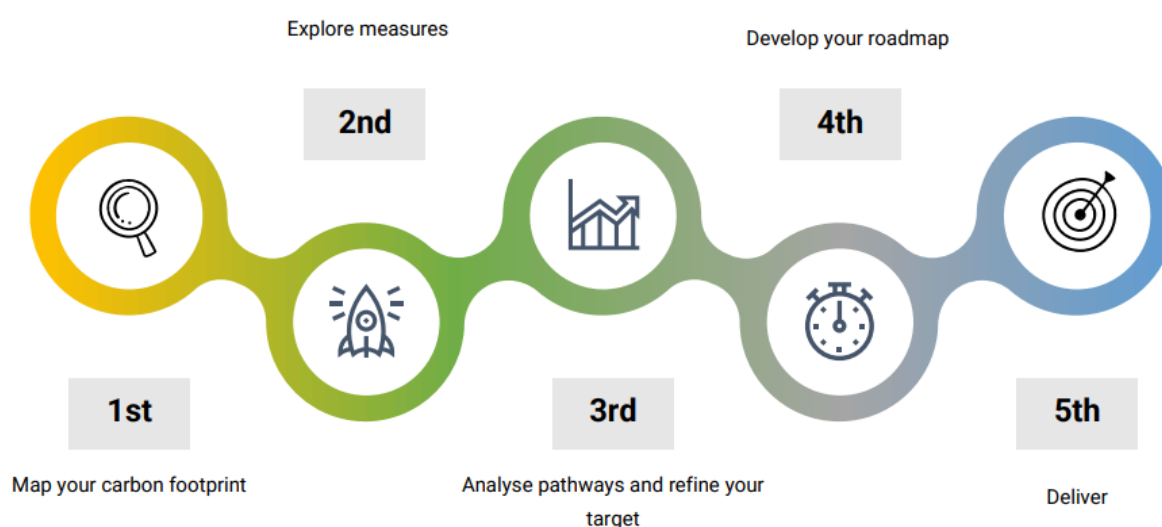 Explore measures
Develop your roadmap
2nd
4th
1st
3rd
5th
Map your carbon footprint
Analyse pathways and refine your
target
Deliver